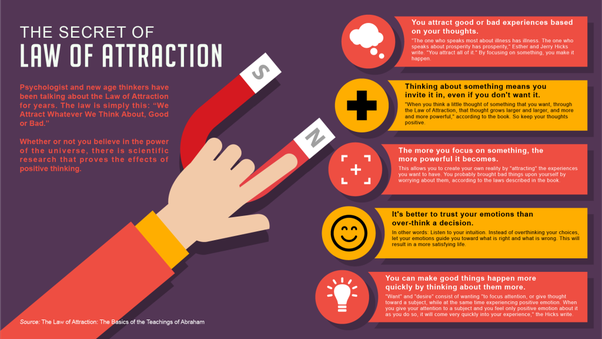 THE SECRET OF
LAW OF ATTRACTION
Psychologist and new age thinkers have
been talking about the Law of Attraction
for years. The law is simply this: “We
Attract Whatever We Think About, Good
or Bad.”
Whether or not you believe in the power
of the universe, there is scientific
research that proves the effects of
positive thinking.
S
N
You attract good or bad experiences based
on your thoughts.
"The one who speaks most about illness has illness. The one who
speaks about prosperity has prosperity," Esther and Jerry Hicks
write. "You attract all of it." By focusing on something, you make it
happen.
Thinking about something means you
invite it in, even if you don't want it.
"When you think a little thought of something that you want, through
the Law of Attraction, that thought grows larger and larger, and more
and more powerful," according to the book. So keep your thoughts
positive.
The more you focus on something, the
more powerful it becomes.
This allows you to create your own reality by "attracting" the experiences
you want to have. You probably brought bad things upon yourself by
worrying about them, according to the laws described in the book.
It's better to trust your emotions than
over-think a decision.
In other words: Listen to your intuition. Instead of overthinking your choices,
let your emotions guide you toward what is right and what is wrong. This will
result in a more satisfying life.
You can make good things happen more
quickly by thinking about them more.
"Want" and "desire" consist of wanting "to focus attention, or give thought
toward a subject, while at the same time experiencing positive emotion. When
you give your attention to a subject and you feel only positive emotion about it
as you do so, it will come very quickly into your experience," the Hicks write.
Source: The Law of Attraction: The Basics of the Teachings of Abraham